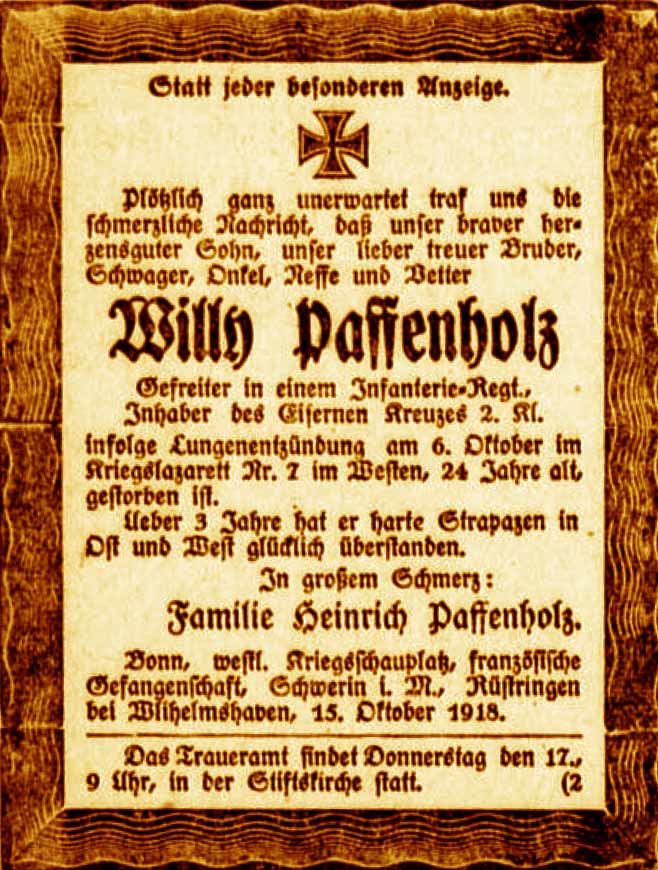 Statt jeder besonderen Anzeige.
Plötzlich ganz unerwartet traf uns die
schmerzliche Nachricht, daß unser braver her-
zensguter Sohn, unser lieber treuer Bruder,
Schwager, Onkel, Neffe und Vetter
Willy Paffenholz
Gefreiter in einem Infanterie-Regt.,
Inhaber des Eisernen Kreuzes 2. Kl.
infolge Lungenentzündung am 6. Oktober im
Kriegslazarett Nr. 7 im Westen, 24 Jahre alt,
gestorben ist.
Ueber 3 Jahre hat er harte Strapazen in
Ost und West glücklich überstanden.
In großem Schmerz:
Familie Heinrich Paffenholz.
Bonn, westl. Kriegsschauplatz, französische
Gefangenschaft, Schwerin i. M., Rüstringen
bei Wilhelmshaven, 15. Oktober 1918.
Das Traueramt findet Donnerstag den 17.,
9 Uhr, in der Stiftskirche statt. (2